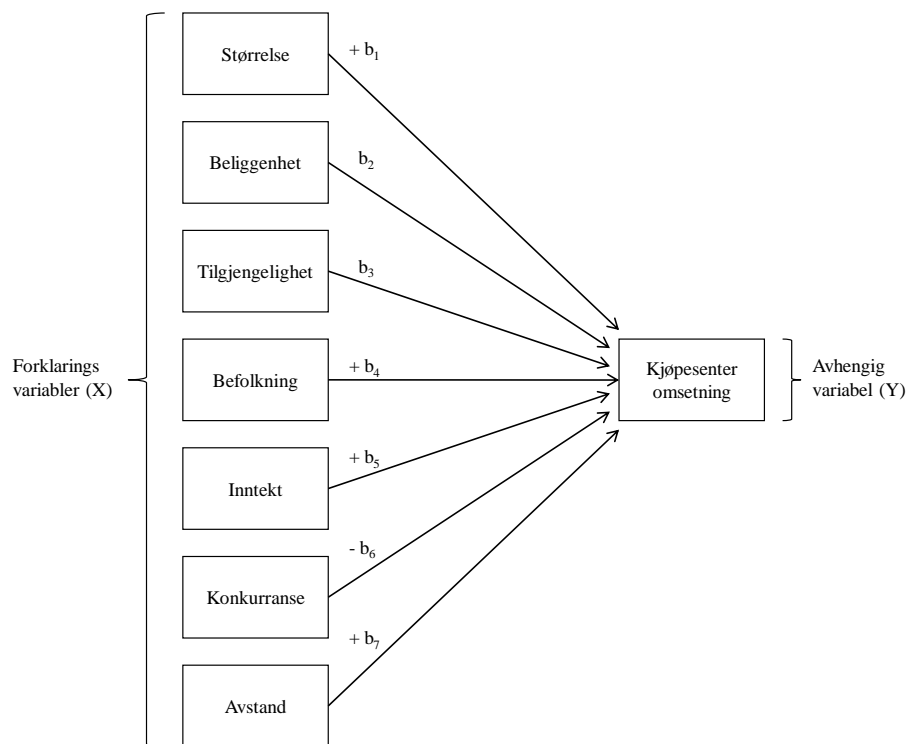 Størrelse
+ b₁
Beliggenhet
b₂
Tilgjengelighet
b₃
Forklarings
variabler (X)
Befolkning
+ b₄
Kjøpesenter
omsetning
Avhengig
variabel (Y)
Inntekt
+ b₅
Konkurranse
- b₆
Avstand
+ b₇